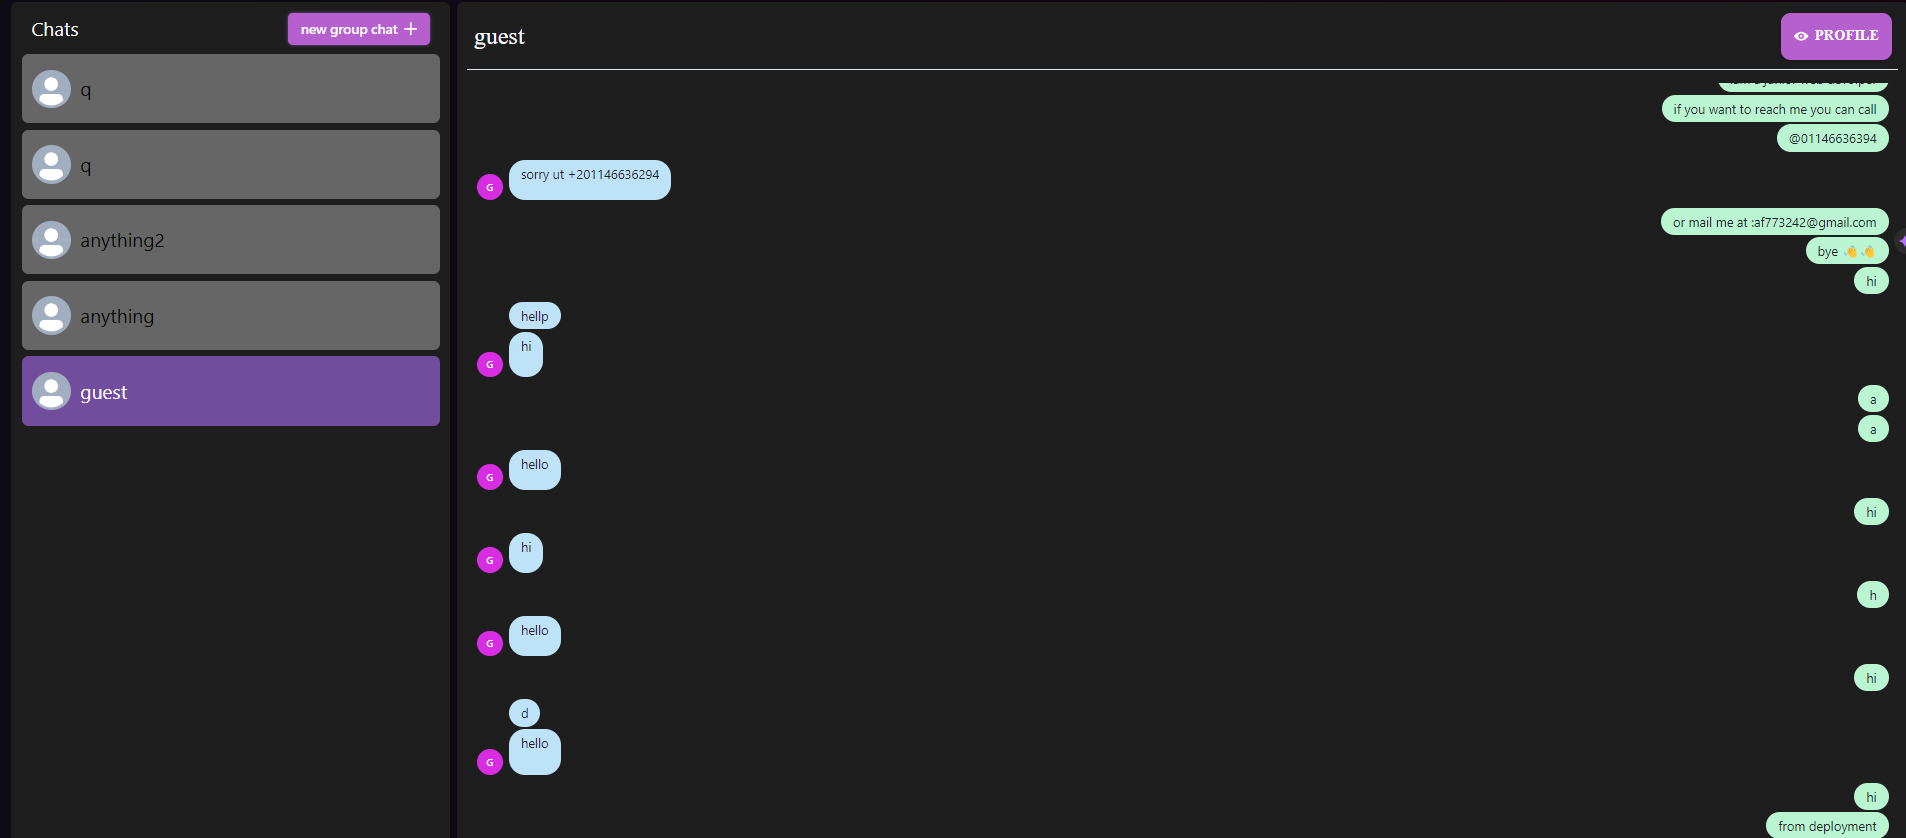 Chats
new group chat
q
q
anything2
anything
guest
guest
PROFILE
if you want to reach me you can call
@01146636394
sorry ut +201146636294
or mail me at :af773242@gmail.com
bye 👋👋
hi
hellp
hi
G
a
a
hello
G
hi
hi
G
h
hello
G
hi
d
hello
G
hi
from deployment